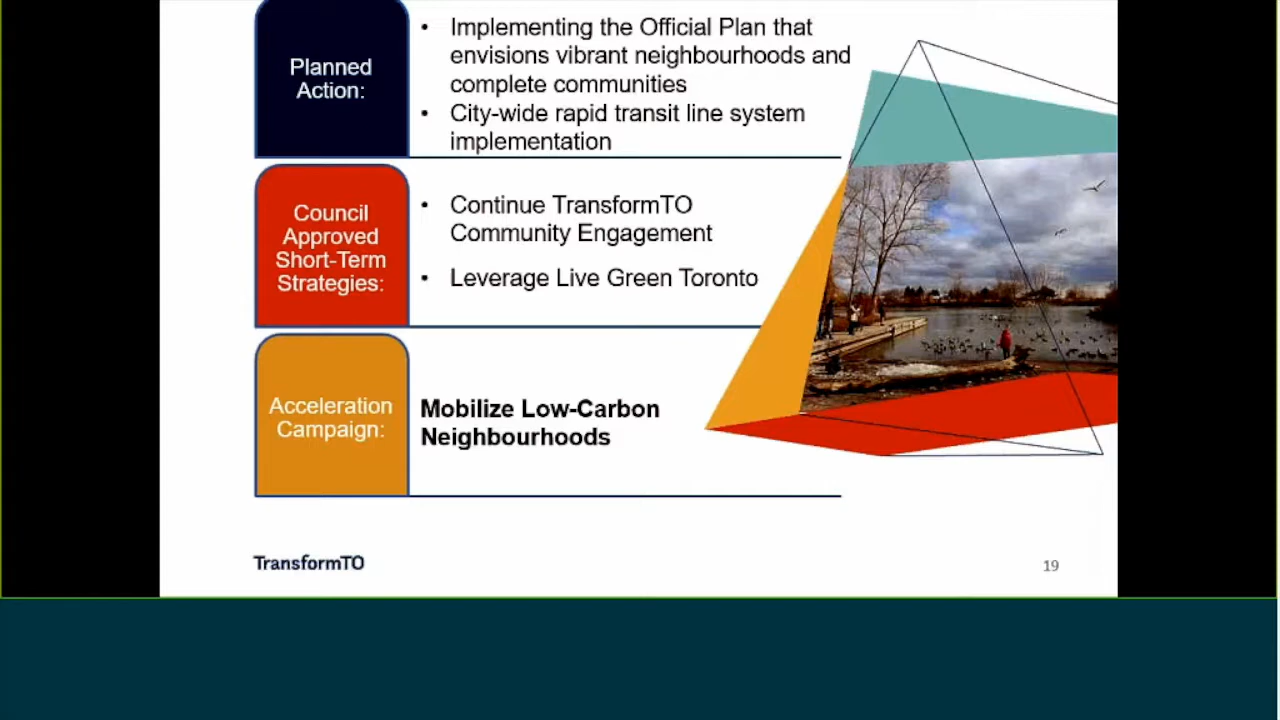 Planned
Action:
• Implementing the Official Plan that
envisions vibrant neighbourhoods and
complete communities
• City-wide rapid transit line system
implementation
Council
Approved
Short-Term
Strategies:
• Continue TransformTO
Community Engagement
• Leverage Live Green Toronto
Acceleration
Campaign:
Mobilize Low-Carbon
Neighbourhoods
TransformTO
19